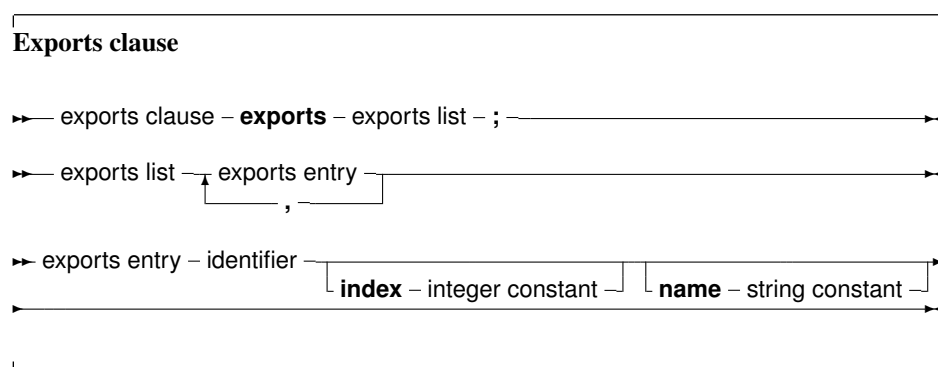 Exports clause
exports clause – exports – exports list – ;
exports list – exports entry
,
exports entry – identifier
index – integer constant – name – string constant